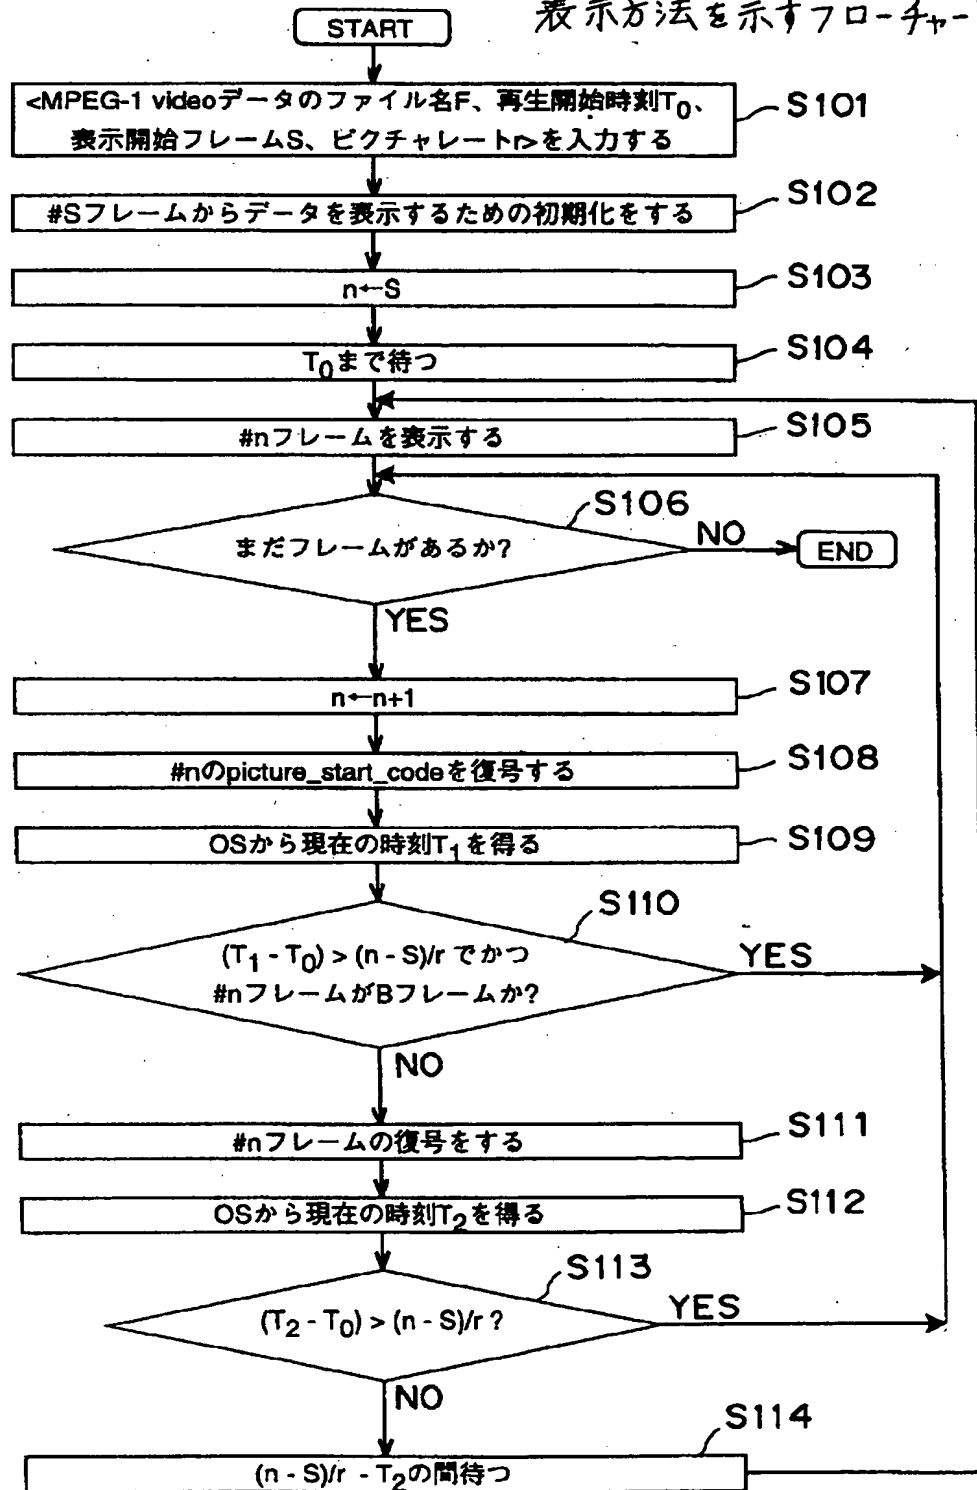 表示方法を示すフローチャー
START
<MPEG-1 videoデータのファイル名F、再生開始時刻T0、
表示開始フレームS、ピクチャレートr>を入力する
S101
#Sフレームからデータを表示するための初期化をする
S102
n←S
S103
T0まで待つ
S104
#nフレームを表示する
S105
まだフレームがあるか?
S106
NO
END
YES
n←n+1
S107
#nのpicture_start_codeを復号する
S108
OSから現在の時刻T1を得る
S109
S110
(T1 - T0) > (n - S)/r でかつ
#nフレームがBフレームか?
YES
NO
#nフレームの復号をする
S111
OSから現在の時刻T2を得る
S112
S113
(T2 - T0) > (n - S)/r ?
YES
NO
S114
(n - S)/r - T2の間待つ